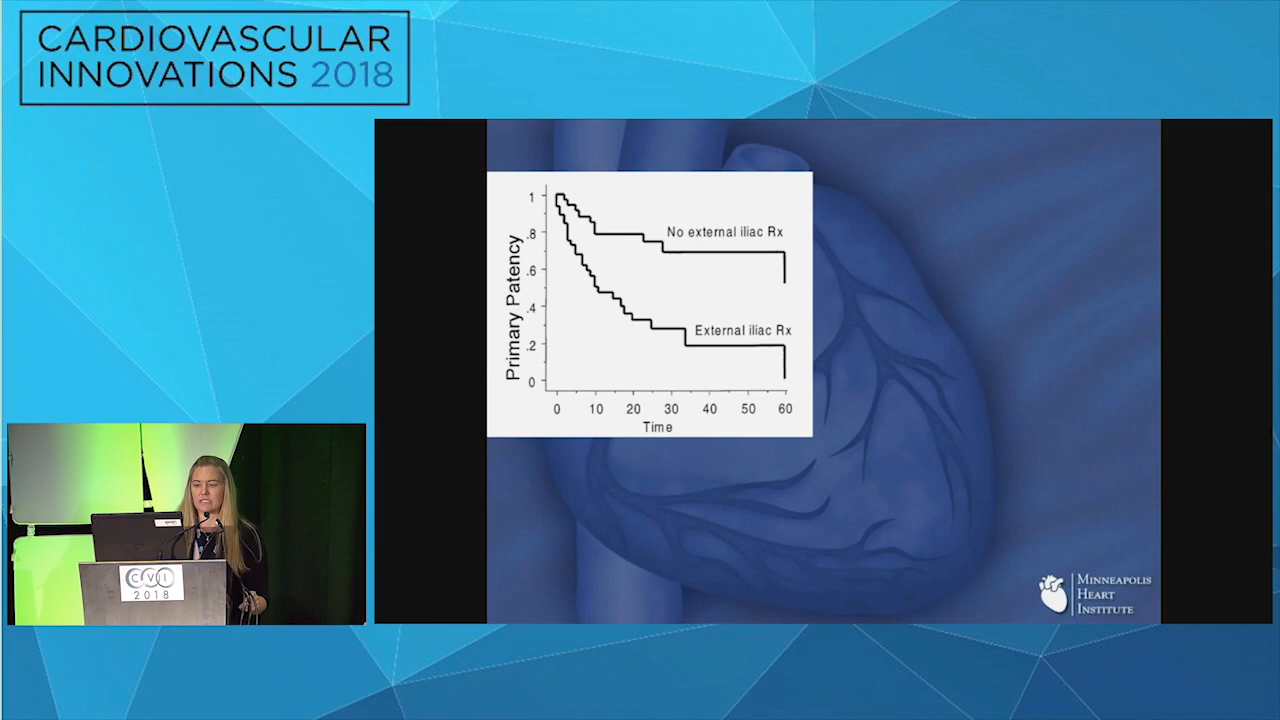 CARDIOVASCULAR
INNOVATIONS 2018
No external iliac Rx
External iliac Rx
Primary Patency
1
.8
.6
.4
.2
0
0 10 20 30 40 50 60
Time
CVI
2018
MINNEAPOLIS
HEART
INSTITUTE